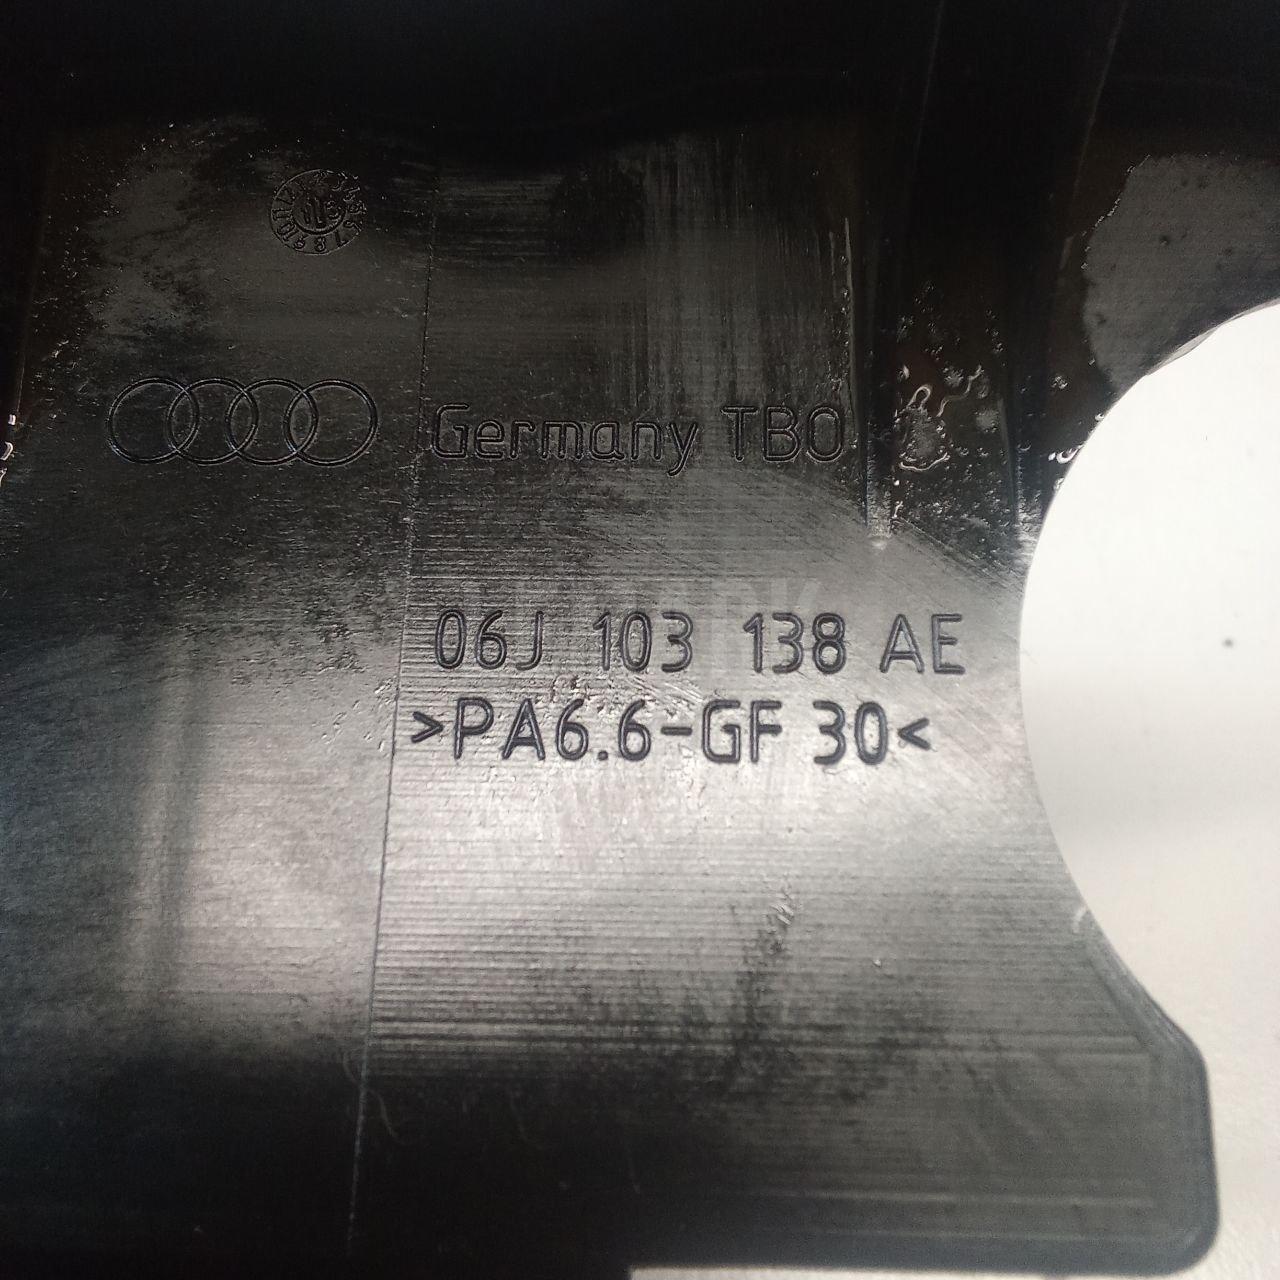 Germany TBO
06J 103 138 AE
>PA6.6-GF 30<